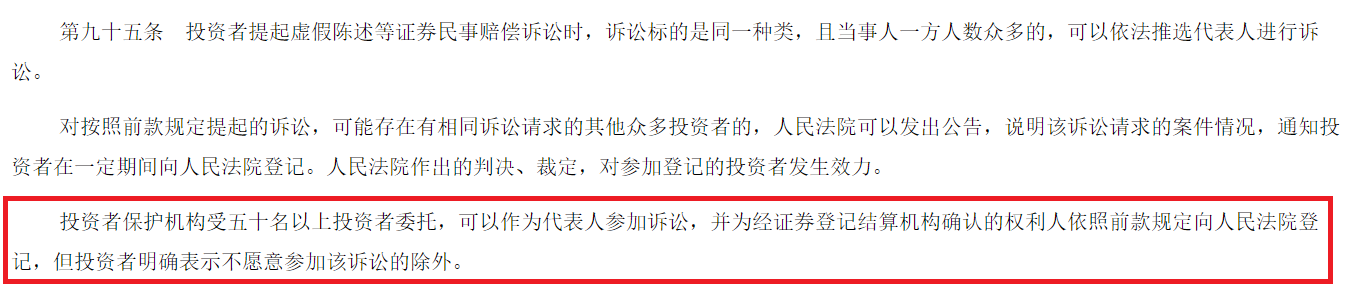 第九十五条　投资者提起虚假陈述等证券民事赔偿诉讼时，诉讼标的是同一种类，且当事人一方人数众多的，可以依法推选代表人进行诉
讼。
对按照前款规定提起的诉讼，可能存在有相同诉讼请求的其他众多投资者的，人民法院可以发出公告，说明该诉讼请求的案件情况，通知投
资者在一定期间向人民法院登记。人民法院作出的判决、裁定，对参加登记的投资者发生效力。
投资者保护机构受五十名以上投资者委托，可以作为代表人参加诉讼，并为经证券登记结算机构确认的权利人依照前款规定向人民法院登
记，但投资者明确表示不愿意参加该诉讼的除外。